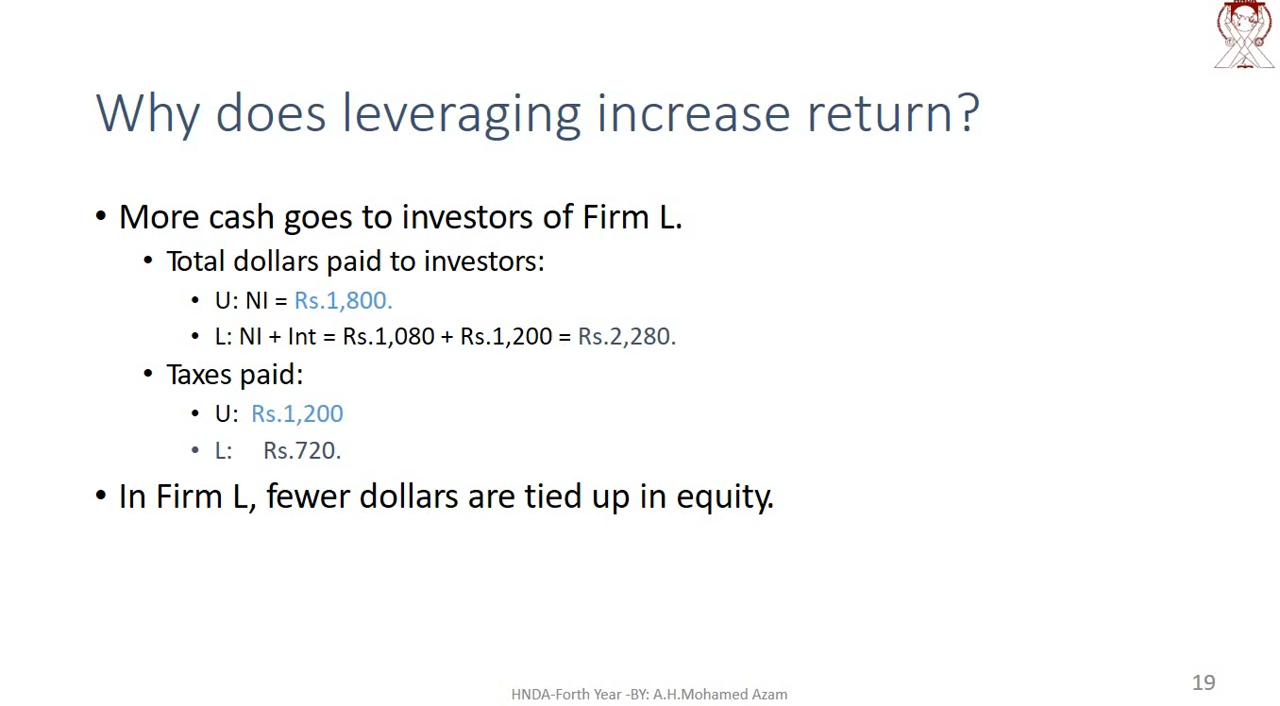 Why does leveraging increase return?
• More cash goes to investors of Firm L.
• Total dollars paid to investors:
• U: NI = Rs.1,800.
• L: NI + Int = Rs.1,080 + Rs.1,200 = Rs.2,280.
• Taxes paid:
• U: Rs.1,200
• L: Rs.720.
• In Firm L, fewer dollars are tied up in equity.
HNDA-Forth Year -BY: A.H.Mohamed Azam
19